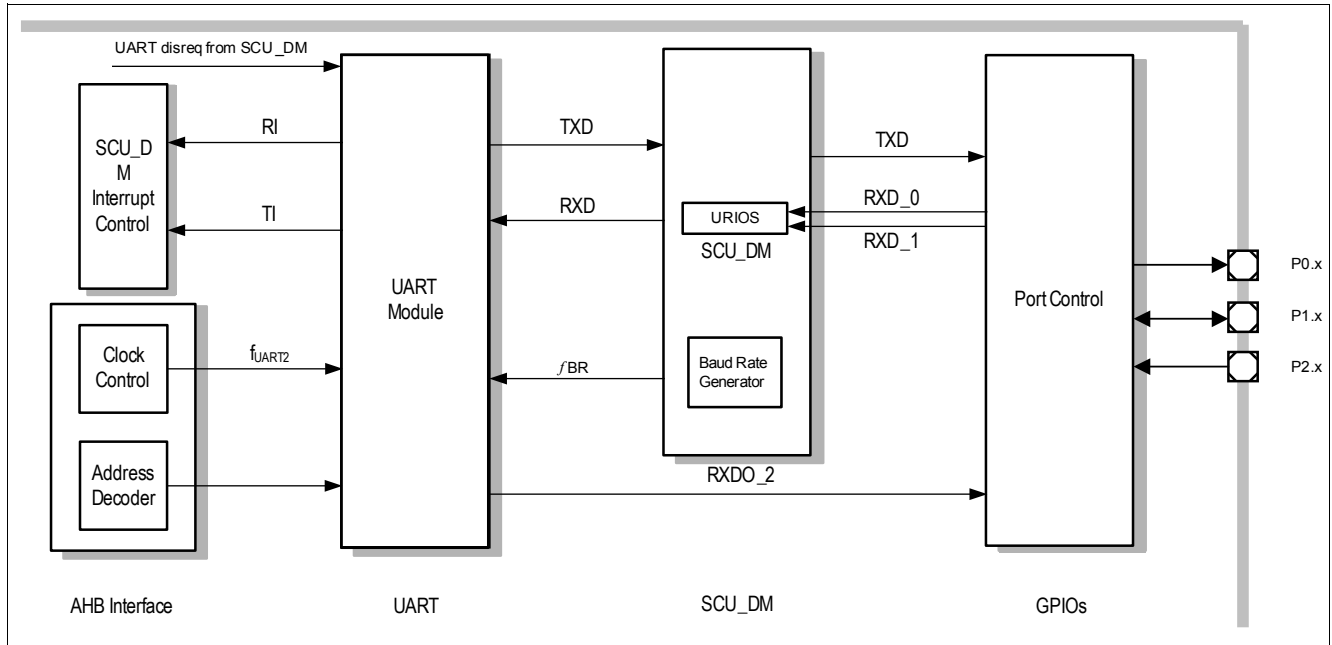 UART disreq from SCU_DM
SCU_D
M
Interrupt
Control
RI
TI
UART
Module
TXD
RXD
URIOS
SCU_DM
TXD
RXD_0
RXD_1
Port Control
P0.x
P1.x
P2.x
Clock
Control
fUART2
fBR
Baud Rate
Generator
Address
Decoder
RXDO_2
AHB Interface
UART
SCU_DM
GPIOs